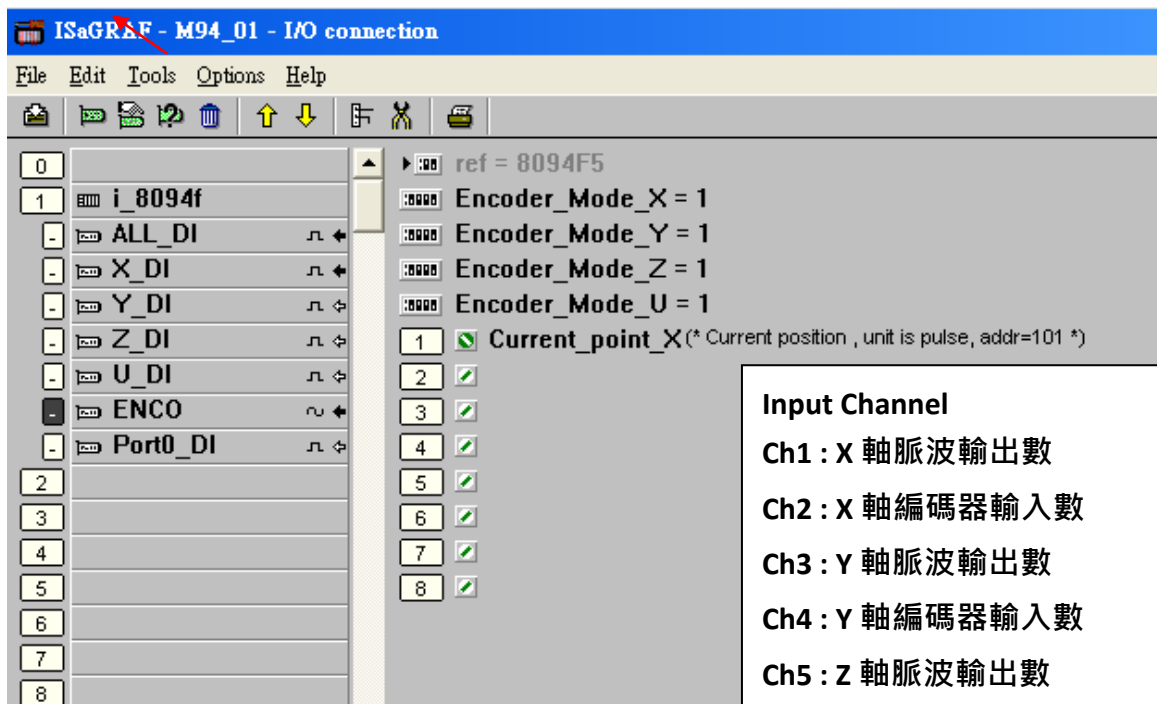 ISaGRAF - M94_01 - I/O connection
File Edit Tools Options Help
0
1 i_8094f
- ALL_DI
- X_DI
- Y_DI
- Z_DI
- U_DI
- ENCO
- Port0_DI
2
3
4
5
6
7
8
ref = 8094F5
Encoder_Mode_X = 1
Encoder_Mode_Y = 1
Encoder_Mode_Z = 1
Encoder_Mode_U = 1
1 Current_point_X (* Current position , unit is pulse, addr=101 *)
2
3
4
5
6
7
8
Input Channel
Ch1 : X 軸脈波輸出數
Ch2 : X 軸編碼器輸入數
Ch3 : Y 軸脈波輸出數
Ch4 : Y 軸編碼器輸入數
Ch5 : Z 軸脈波輸出數